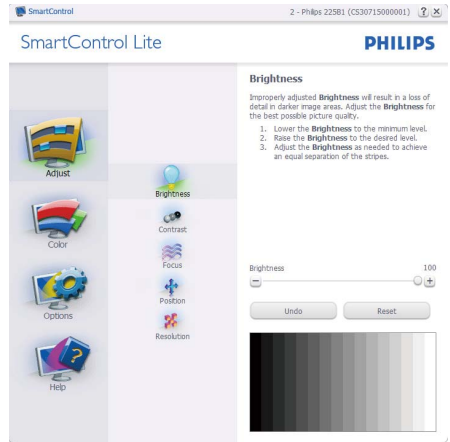 SmartControl
2 - Philips 225B1 (CS30715000001)
?
SmartControl Lite
PHILIPS
Adjust
Color
Options
Help
Brightness
Contrast
Focus
Position
Resolution
Brightness
Improperly adjusted Brightness will result in a loss of
detail in darker image areas. Adjust the Brightness for
the best possible picture quality.
1. Lower the Brightness to the minimum level.
2. Raise the Brightness to the desired level.
3. Adjust the Brightness as needed to achieve
an equal separation of the stripes.
Brightness 100
Undo Reset